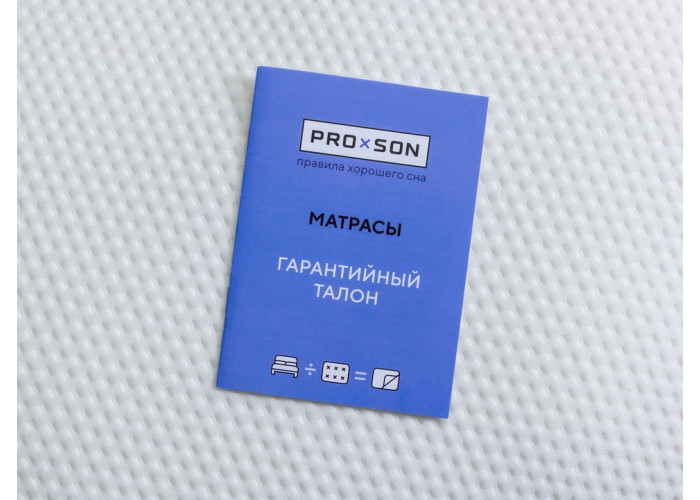 PRO×SON
правила хорошего сна
МАТРАСЫ
ГАРАНТИЙНЫЙ
ТАЛОН
÷ =